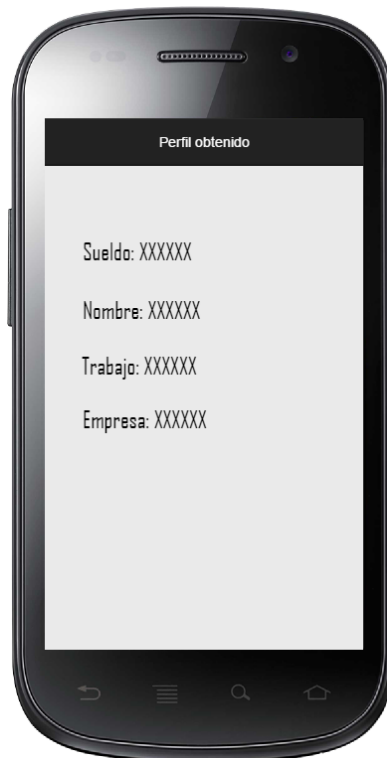 Perfil obtenido
Sueldo: XXXXXX
Nombre: XXXXXX
Trabajo: XXXXXX
Empresa: XXXXXX